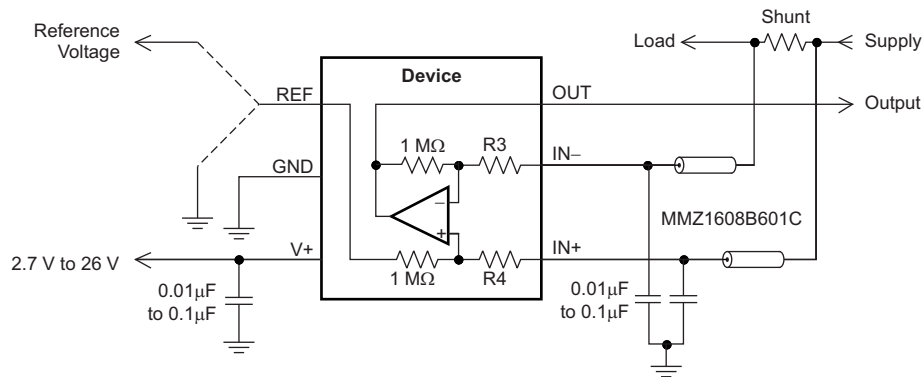 Reference
Voltage
Shunt
Load
Supply
Device
REF
OUT
Output
1 MΩ
R3
IN−
GND
−
+
MMZ1608B601C
2.7 V to 26 V
V+
1 MΩ
R4
IN+
0.01μF
to 0.1μF
0.01μF
to 0.1μF